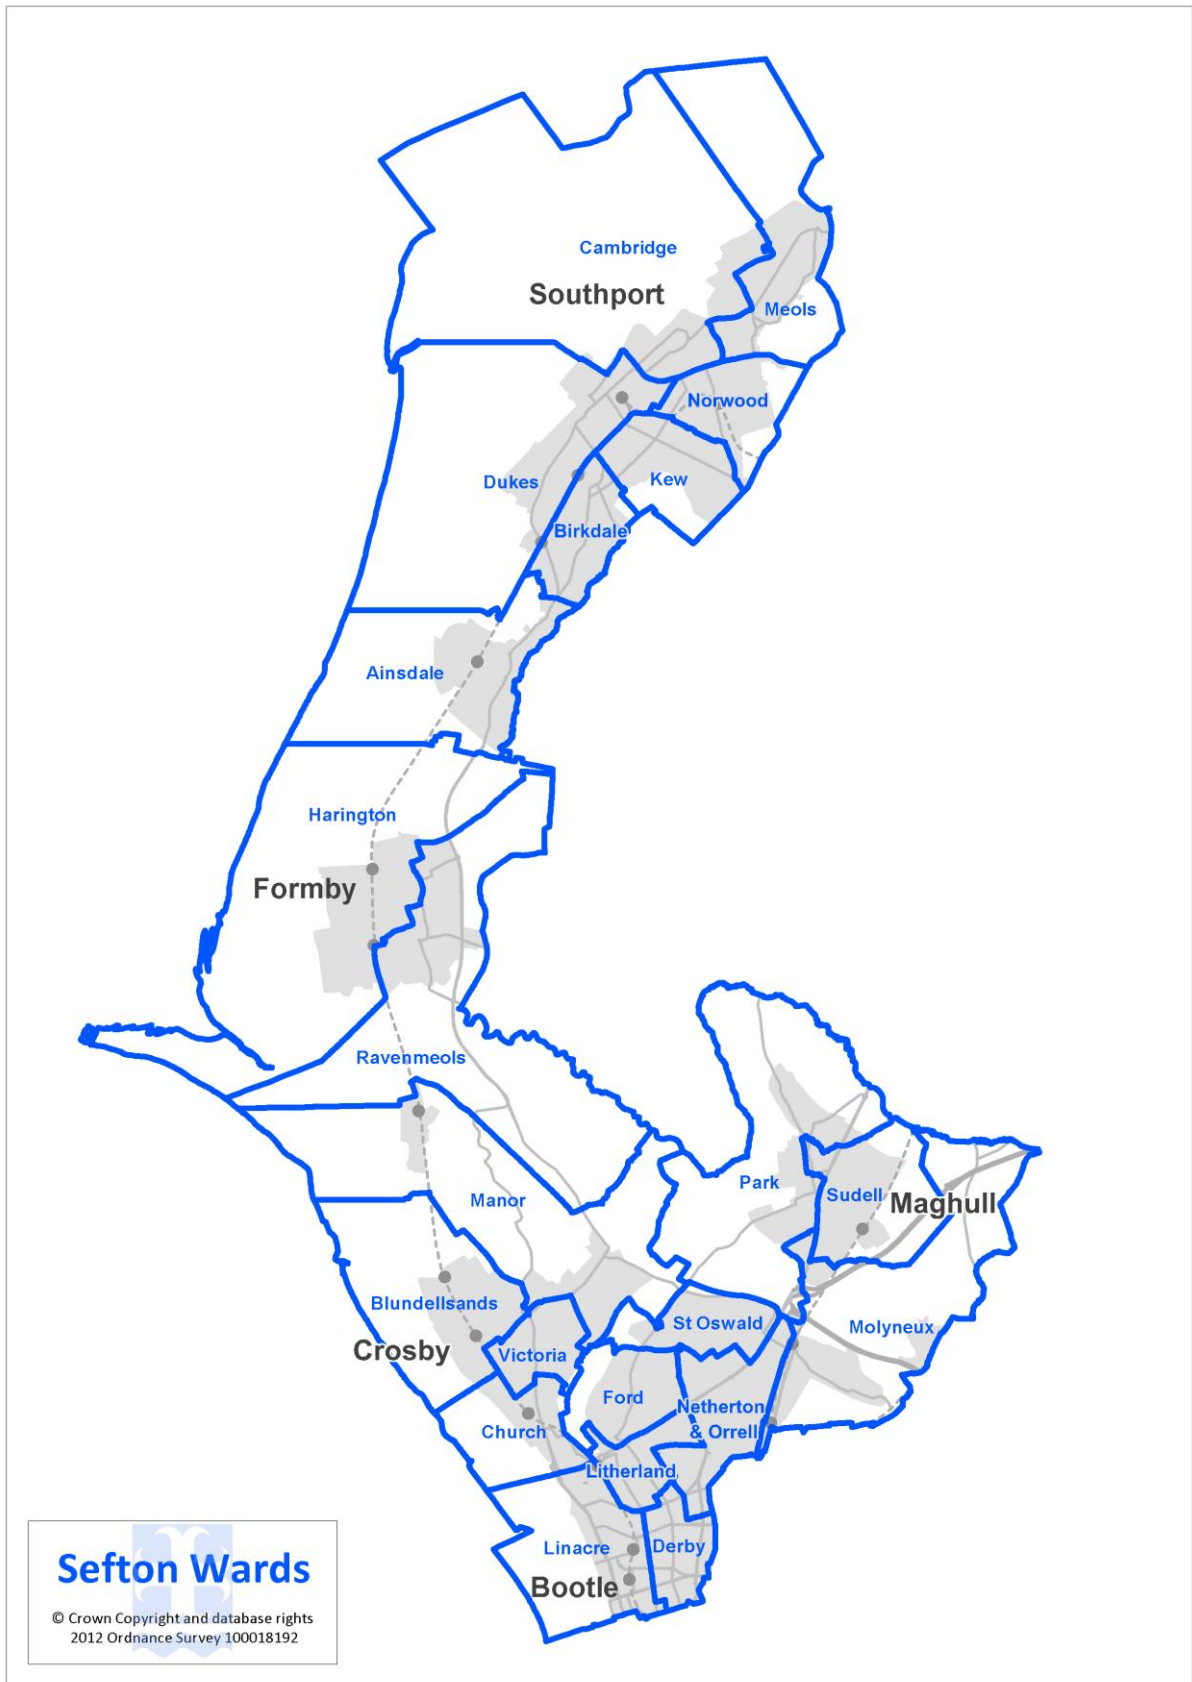 Cambridge
Southport
Meols
Norwood
Dukes
Kew
Birkdale
Ainsdale
Harington
Formby
Ravenmeols
Park
Sudell
Maghull
Manor
Blundellsands
St Oswald
Molyneux
Crosby
Victoria
Ford
Netherton
& Orrell
Church
Litherland
Linacre
Derby
Bootle
Sefton Wards
© Crown Copyright and database rights
2012 Ordnance Survey 100018192